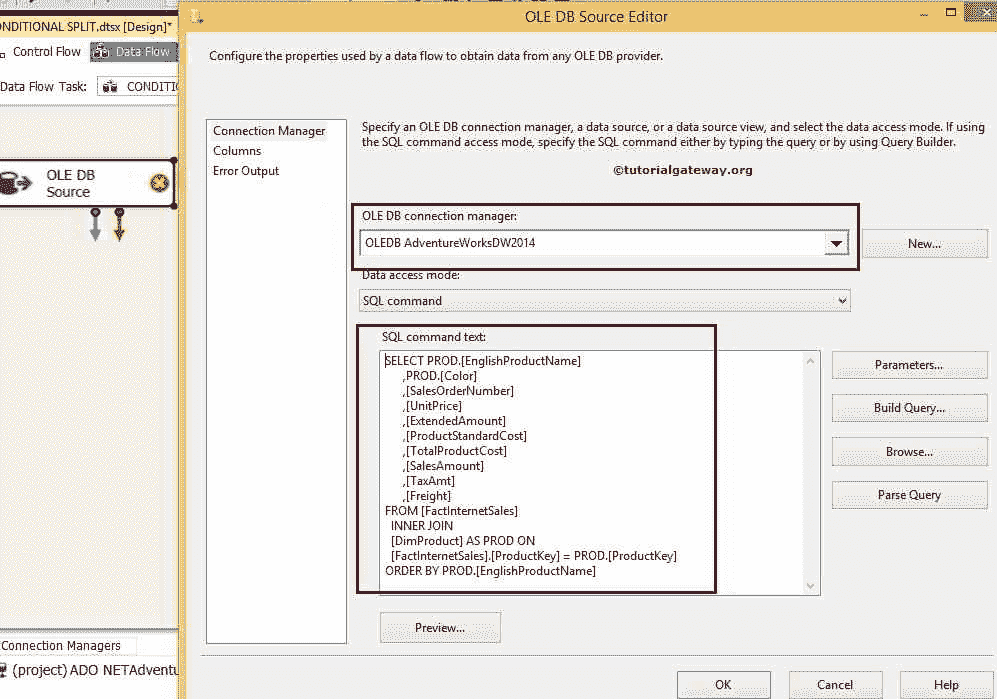 OLE DB Source Editor
ONDITIONAL SPLIT.dtsx [Design]*
Control Flow
Data Flow
Data Flow Task:
CONDITIC
OLE DB
Source
Configure the properties used by a data flow to obtain data from any OLE DB provider.
Connection Manager
Columns
Error Output
Specify an OLE DB connection manager, a data source, or a data source view, and select the data access mode. If using
the SQL command access mode, specify the SQL command either by typing the query or by using Query Builder.
©tutorialgateway.org
OLE DB connection manager:
OLEDB AdventureWorksDW2014
New...
Data access mode:
SQL command
SQL command text:
SELECT PROD.[EnglishProductName]
,PROD.[Color]
,[SalesOrderNumber]
,[UnitPrice]
,[ExtendedAmount]
,[ProductStandardCost]
,[TotalProductCost]
,[SalesAmount]
,[TaxAmt]
,[Freight]
FROM [FactInternetSales]
INNER JOIN
[DimProduct] AS PROD ON
[FactInternetSales].[ProductKey] = PROD.[ProductKey]
ORDER BY PROD.[EnglishProductName]
Parameters...
Build Query...
Browse...
Parse Query
Preview...
Connection Managers
(project) ADO NETAdventu
OK
Cancel
Help